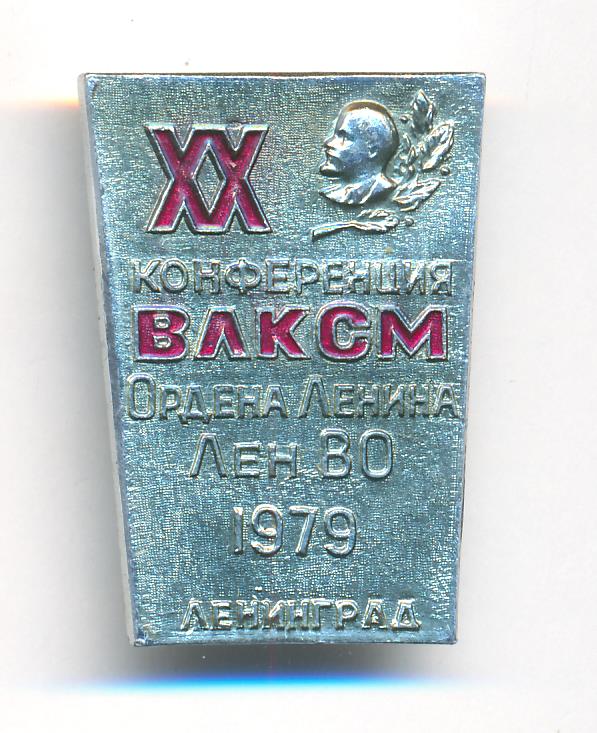 XX
КОНФЕРЕНЦИЯ
ВЛКСМ
ОРДЕНА ЛЕНИНА
ЛЕН ВО
1979
ЛЕНИНГРАД